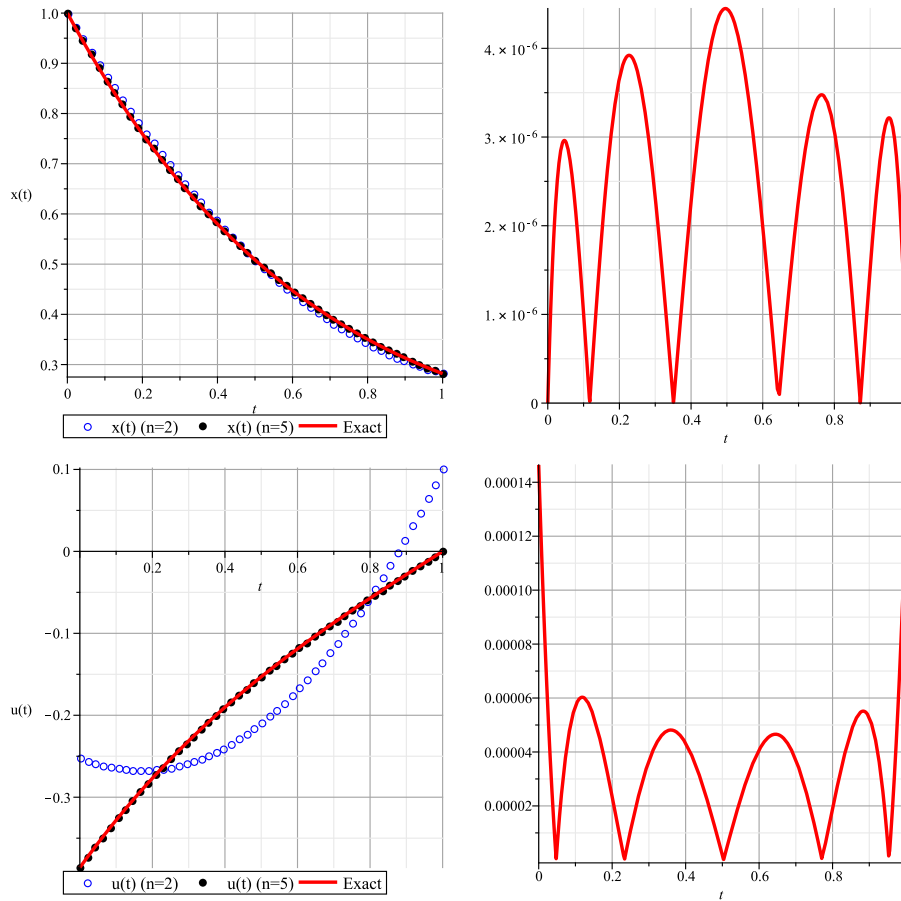 1.0
0.9
0.8
0.7
x(t)
0.6
0.5
0.4
0.3
0 0.2 0.4 0.6 0.8 1
t
x(t) (n=2) x(t) (n=5) Exact
4. × 10⁻⁶
3. × 10⁻⁶
2. × 10⁻⁶
1. × 10⁻⁶
0
0 0.2 0.4 0.6 0.8
t
0.1
0
0.2 0.4 0.6 0.8 1
t
−0.1
u(t)
−0.2
−0.3
u(t) (n=2) u(t) (n=5) Exact
0.00014
0.00012
0.00010
0.00008
0.00006
0.00004
0.00002
0 0.2 0.4 0.6 0.8
t